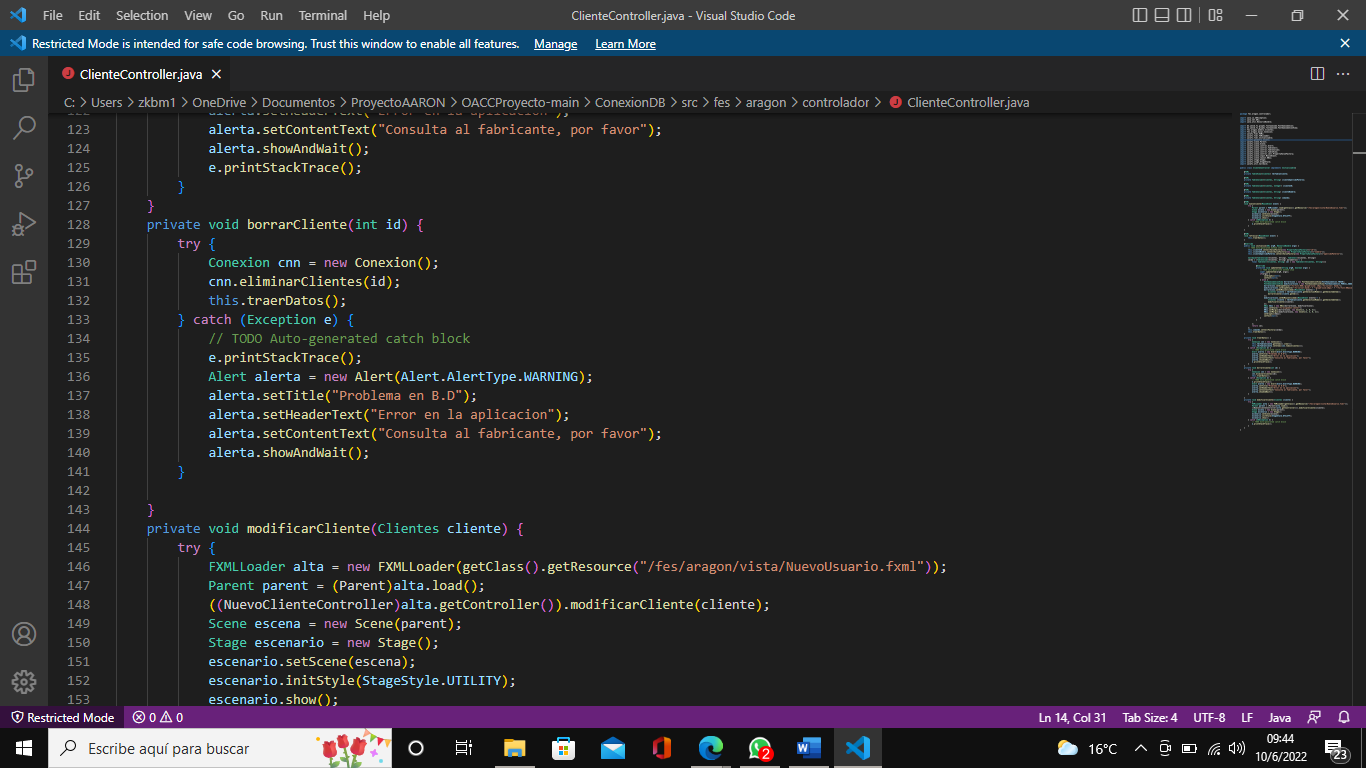 File Edit Selection View Go Run Terminal Help ClienteController.java - Visual Studio Code
Restricted Mode is intended for safe code browsing. Trust this window to enable all features. Manage Learn More
ClienteController.java
C: > Users > zkbm1 > OneDrive > Documentos > ProyectoAARON > OACCProyecto-main > ConexionDB > src > fes > aragon > controlador > ClienteController.java
122 alerta.setHeaderText("Error en la aplicacion");
123 alerta.setContentText("Consulta al fabricante, por favor");
124 alerta.showAndWait();
125 e.printStackTrace();
126 }
127 }
128 private void borrarCliente(int id) {
129 try {
130 Conexion cnn = new Conexion();
131 cnn.eliminarClientes(id);
132 this.traerDatos();
133 } catch (Exception e) {
134 // TODO Auto-generated catch block
135 e.printStackTrace();
136 Alert alerta = new Alert(Alert.AlertType.WARNING);
137 alerta.setTitle("Problema en B.D");
138 alerta.setHeaderText("Error en la aplicacion");
139 alerta.setContentText("Consulta al fabricante, por favor");
140 alerta.showAndWait();
141 }
142
143 }
144 private void modificarCliente(Clientes cliente) {
145 try {
146 FXMLLoader alta = new FXMLLoader(getClass().getResource("/fes/aragon/vista/NuevoUsuario.fxml"));
147 Parent parent = (Parent)alta.load();
148 ((NuevoClienteController)alta.getController()).modificarCliente(cliente);
149 Scene escena = new Scene(parent);
150 Stage escenario = new Stage();
151 escenario.setScene(escena);
152 escenario.initStyle(StageStyle.UTILITY);
153 escenario.show();
Restricted Mode 0 0 Ln 14, Col 31 Tab Size: 4 UTF-8 LF Java
Escribe aquí para buscar 2 16°C 09:44
10/6/2022 23